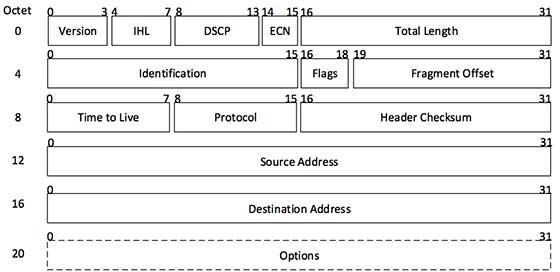 Octet 0 3 4 7 8 13 14 15 16 31
0 Version IHL DSCP ECN Total Length
0 15 16 18 19 31
4 Identification Flags Fragment Offset
0 7 8 15 16 31
8 Time to Live Protocol Header Checksum
0 31
12 Source Address
0 31
16 Destination Address
0 31
20 Options